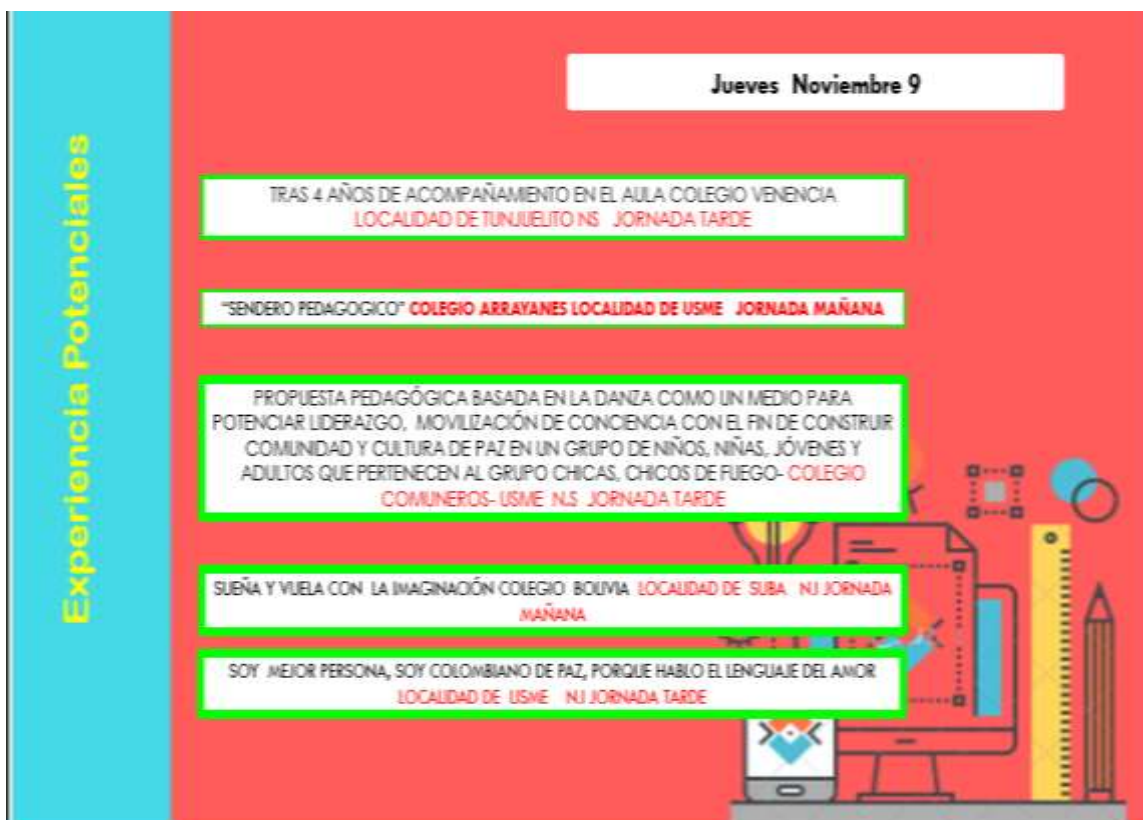 Experiencia Potenciales
Jueves Noviembre 9
TRAS 4 AÑOS DE ACOMPAÑAMIENTO EN EL AULA COLEGIO VENENCIA
LOCALIDAD DE TUNJUELITO NS JORNADA TARDE
“SENDERO PEDAGOGICO” COLEGIO ARRAYANES LOCALIDAD DE USME JORNADA MAÑANA
PROPUESTA PEDAGÓGICA BASADA EN LA DANZA COMO UN MEDIO PARA
POTENCIAR LIDERAZGO, MOVILIZACIÓN DE CONCIENCIA CON EL FIN DE CONSTRUIR
COMUNIDAD Y CULTURA DE PAZ EN UN GRUPO DE NIÑOS, NIÑAS, JÓVENES Y
ADULTOS QUE PERTENECEN AL GRUPO CHICAS, CHICOS DE FUEGO- COLEGIO
COMUNEROS- USME N.S JORNADA TARDE
SUEÑA Y VUELA CON LA IMAGINACIÓN COLEGIO BOLIVIA LOCALIDAD DE SUBA N.I JORNADA
MAÑANA
SOY MEJOR PERSONA, SOY COLOMBIANO DE PAZ, PORQUE HABLO EL LENGUAJE DEL AMOR
LOCALIDAD DE USME N.I JORNADA TARDE